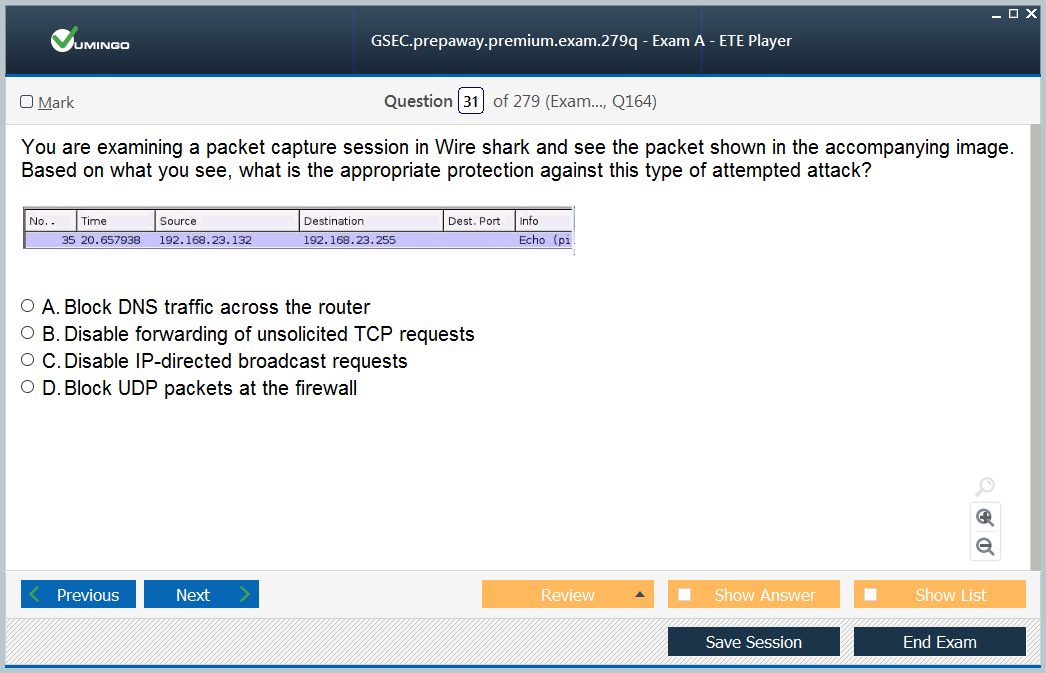 VUMINGO
GSEC.prepaway.premium.exam.279q - Exam A - ETE Player
Mark
Question 31 of 279 (Exam..., Q164)
You are examining a packet capture session in Wire shark and see the packet shown in the accompanying image.
Based on what you see, what is the appropriate protection against this type of attempted attack?
No. . Time Source Destination Dest. Port Info
35 20.657938 192.168.23.132 192.168.23.255 Echo (pi
A. Block DNS traffic across the router
B. Disable forwarding of unsolicited TCP requests
C. Disable IP-directed broadcast requests
D. Block UDP packets at the firewall
Previous Next Review Show Answer Show List
Save Session End Exam